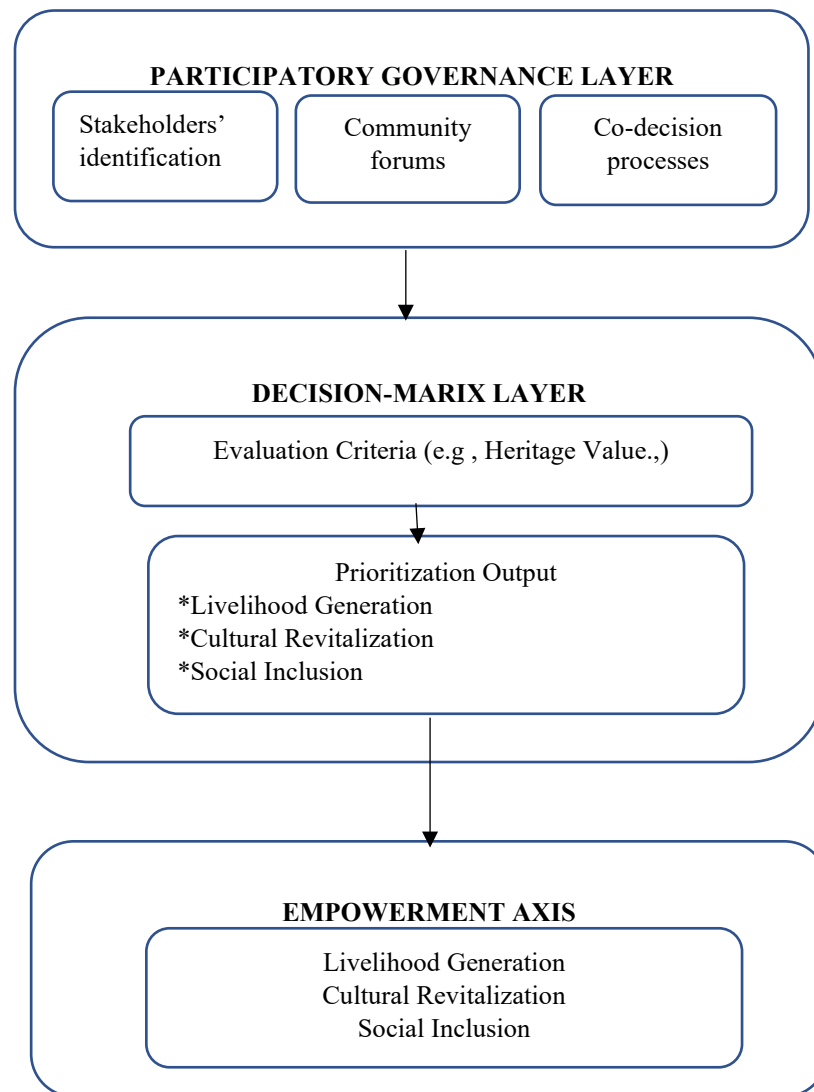 PARTICIPATORY GOVERNANCE LAYER
Stakeholders’
identification
Community
forums
Co-decision
processes
DECISION-MARIX LAYER
Evaluation Criteria (e.g , Heritage Value.,)
Prioritization Output
*Livelihood Generation
*Cultural Revitalization
*Social Inclusion
EMPOWERMENT AXIS
Livelihood Generation
Cultural Revitalization
Social Inclusion